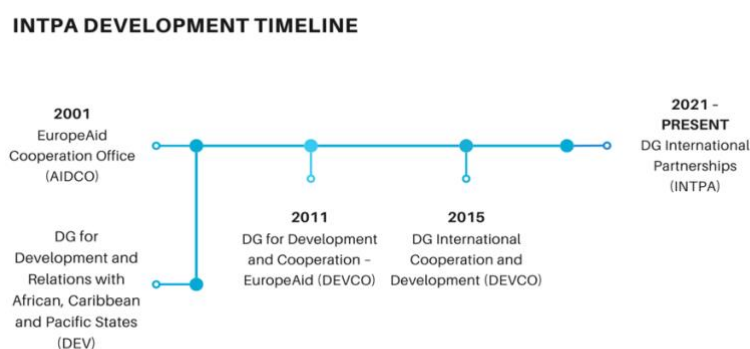 INTPA DEVELOPMENT TIMELINE
2001
EuropeAid
Cooperation Office
(AIDCO)
DG for
Development and
Relations with
African, Caribbean
and Pacific States
(DEV)
2011
DG for Development
and Cooperation –
EuropeAid (DEVCO)
2015
DG International
Cooperation and
Development (DEVCO)
2021 -
PRESENT
DG International
Partnerships
(INTPA)